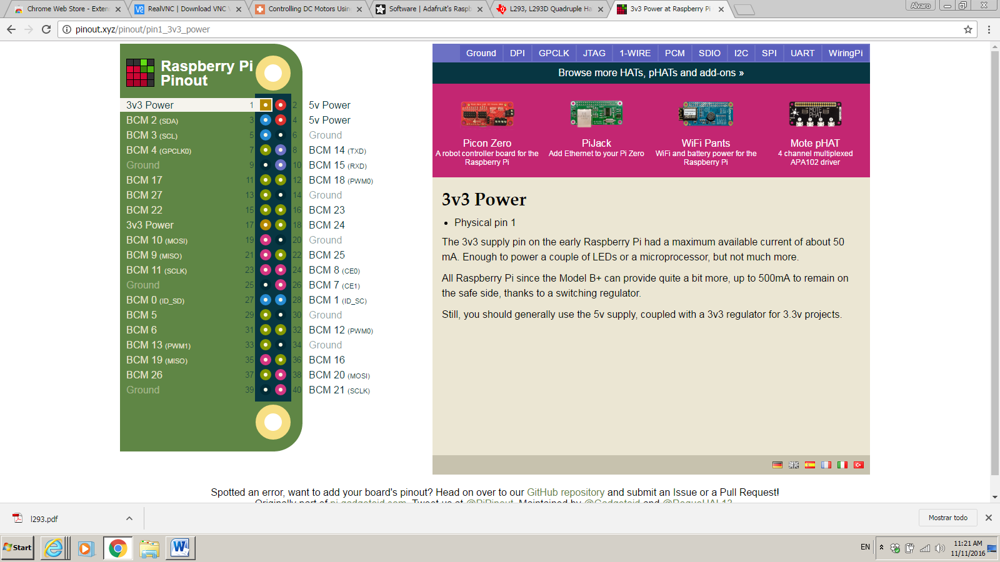 Chrome Web Store - Exten
RealVNC | Download VNC V
Controlling DC Motors Usin
Software | Adafruit's Raspb
L293, L293D Quadruple Ha
3v3 Power at Raspberry Pi
Alvaro
pinout.xyz/pinout/pin1_3v3_power
Raspberry Pi
Pinout
3v3 Power 1 2 5v Power
BCM 2 (SDA) 3 4 5v Power
BCM 3 (SCL) 5 6 Ground
BCM 4 (GPCLK0) 7 8 BCM 14 (TXD)
Ground 9 10 BCM 15 (RXD)
BCM 17 11 12 BCM 18 (PWM0)
BCM 27 13 14 Ground
BCM 22 15 16 BCM 23
3v3 Power 17 18 BCM 24
BCM 10 (MOSI) 19 20 Ground
BCM 9 (MISO) 21 22 BCM 25
BCM 11 (SCLK) 23 24 BCM 8 (CE0)
Ground 25 26 BCM 7 (CE1)
BCM 0 (ID_SD) 27 28 BCM 1 (ID_SC)
BCM 5 29 30 Ground
BCM 6 31 32 BCM 12 (PWM0)
BCM 13 (PWM1) 33 34 Ground
BCM 19 (MISO) 35 36 BCM 16
BCM 26 37 38 BCM 20 (MOSI)
Ground 39 40 BCM 21 (SCLK)
Ground DPI GPCLK JTAG 1-WIRE PCM SDIO I2C SPI UART WiringPi
Browse more HATs, pHATs and add-ons »
Picon Zero
A robot controller board for the
Raspberry Pi
PiJack
Add Ethernet to your Pi Zero
WiFi Pants
WiFi and battery power for the
Raspberry Pi
MOTE
PHAT
Mote pHAT
4 channel multiplexed
APA102 driver
3v3 Power
• Physical pin 1
The 3v3 supply pin on the early Raspberry Pi had a maximum available current of about 50
mA. Enough to power a couple of LEDs or a microprocessor, but not much more.
All Raspberry Pi since the Model B+ can provide quite a bit more, up to 500mA to remain on
the safe side, thanks to a switching regulator.
Still, you should generally use the 5v supply, coupled with a 3v3 regulator for 3.3v projects.
Spotted an error, want to add your board's pinout? Head on over to our GitHub repository and submit an Issue or a Pull Request!
Originally part of pi.gadgetoid.com. Tweet us at @PiPinout. Maintained by @Gadgetoid and @RogueHAL13
l293.pdf
Mostrar todo
Start
EN
11:21 AM
11/11/2016